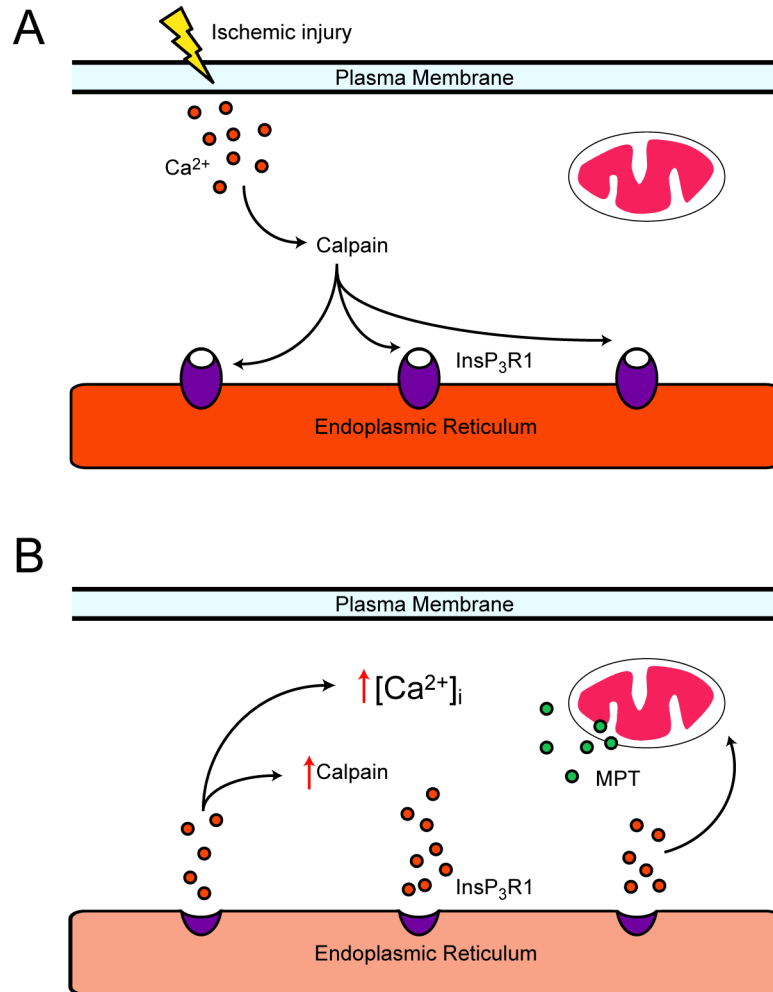 A
Ischemic injury
Plasma Membrane
Ca²⁺
Calpain
InsP₃R1
Endoplasmic Reticulum
B
Plasma Membrane
[Ca²⁺]ᵢ
Calpain
MPT
InsP₃R1
Endoplasmic Reticulum